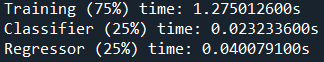 Training (75%) time: 1.275012600s
Classifier (25%) time: 0.023233600s
Regressor (25%) time: 0.040079100s